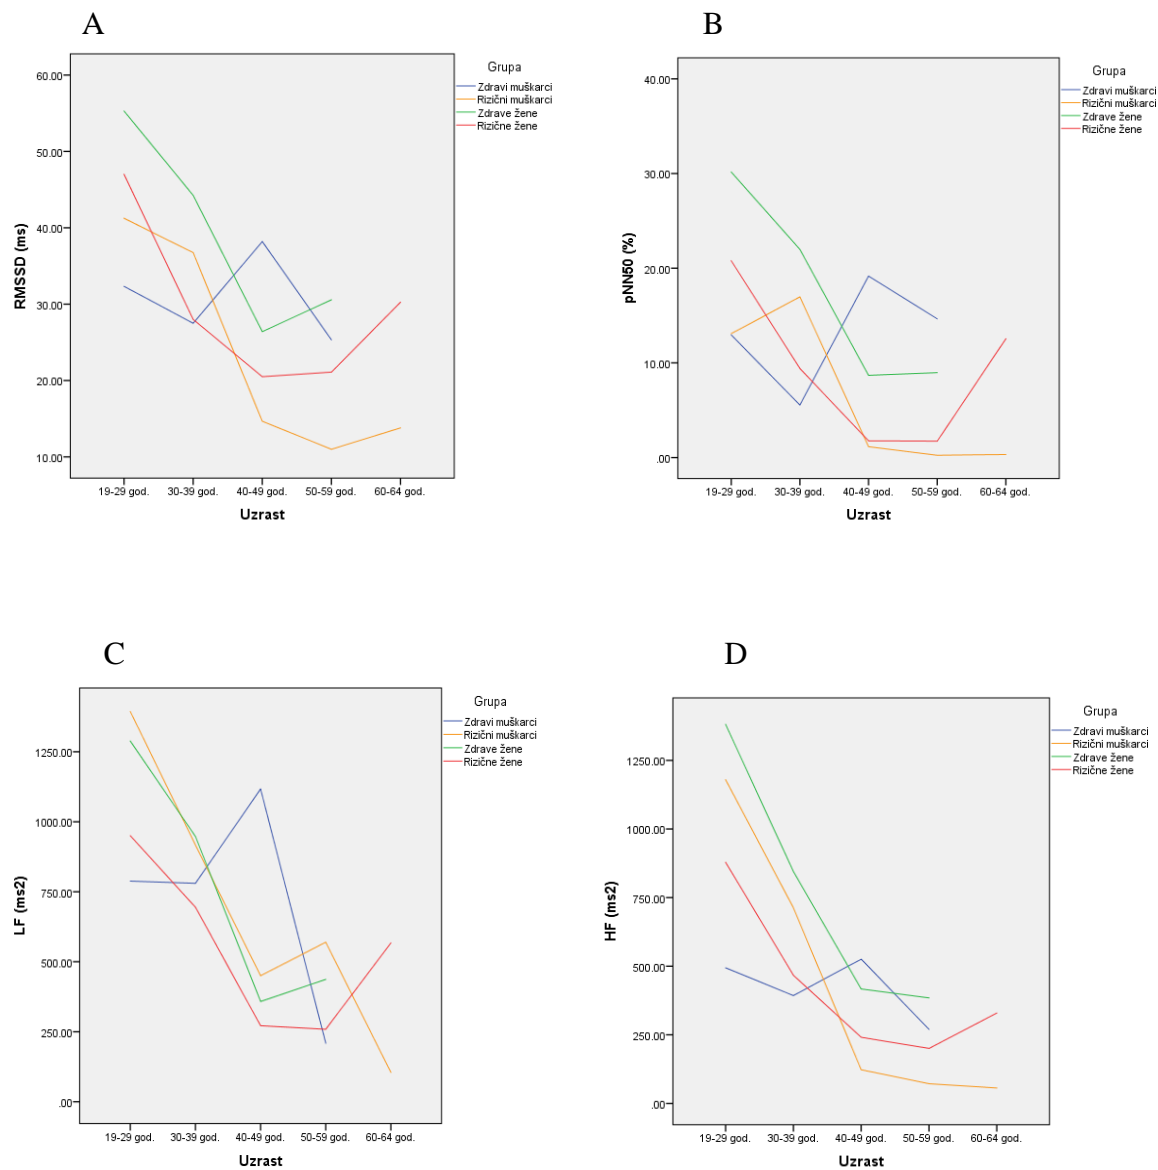 A
Grupa
Zdravi muškarci
Rizični muškarci
Zdrave žene
Rizične žene
60.00
50.00
40.00
30.00
20.00
10.00
RMSSD (ms)
19-29 god.
30-39 god.
40-49 god.
50-59 god.
60-64 god.
Uzrast
B
Grupa
Zdravi muškarci
Rizični muškarci
Zdrave žene
Rizične žene
40.00
30.00
20.00
10.00
.00
pNN50 (%)
19-29 god.
30-39 god.
40-49 god.
50-59 god.
60-64 god.
Uzrast
C
Grupa
Zdravi muškarci
Rizični muškarci
Zdrave žene
Rizične žene
1250.00
1000.00
750.00
500.00
250.00
.00
LF (ms2)
19-29 god.
30-39 god.
40-49 god.
50-59 god.
60-64 god.
Uzrast
D
Grupa
Zdravi muškarci
Rizični muškarci
Zdrave žene
Rizične žene
1250.00
1000.00
750.00
500.00
250.00
.00
HF (ms2)
19-29 god.
30-39 god.
40-49 god.
50-59 god.
60-64 god.
Uzrast